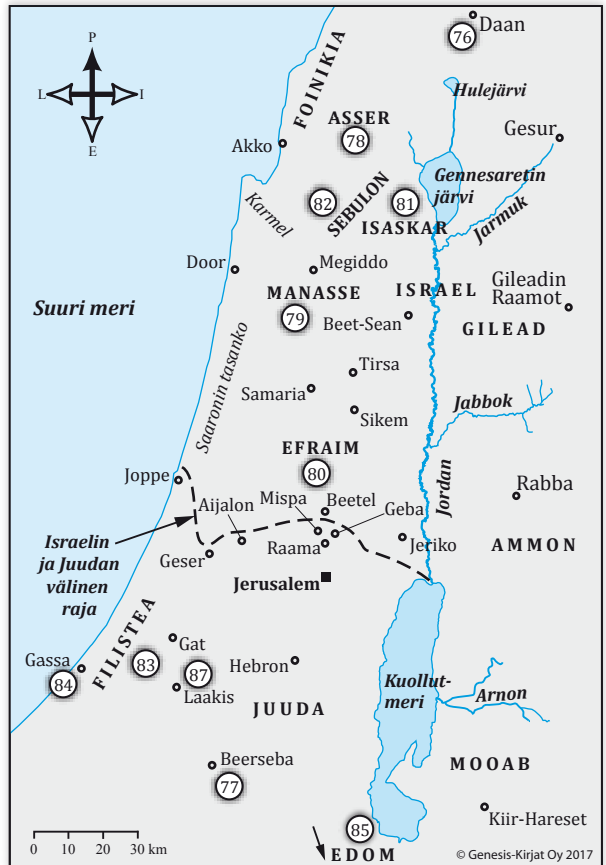 P
L I
E
76
Daan
FOINIKIA
Hulejärvi
ASSER
78
Gesur
Akko
Gennesaretin
järvi
82
SEBULON
81
ISASKAR
Karmel
Jarmuk
Door
Megiddo
Suuri meri
MANASSE
ISRAEL
Gileadin
Raamot
79
Beet-Sean
GILEAD
Tirsa
Saaronin tasanko
Samaria
Sikem
Jabbok
EFRAIM
80
Jordan
Joppe
Rabba
Aijalon
Mispa
Beetel
Geba
Israelin
ja Juudan
välinen
raja
Geser
Raama
Jeriko
AMMON
Jerusalem
FILISTEA
Gat
Gassa
83
84
87
Hebron
Laakis
Kuollut-
meri
Arnon
JUUDA
Beerseba
77
MOOAB
Kiir-Hareset
85
EDOM
0 10 20 30 km
© Genesis-Kirjat Oy 2017